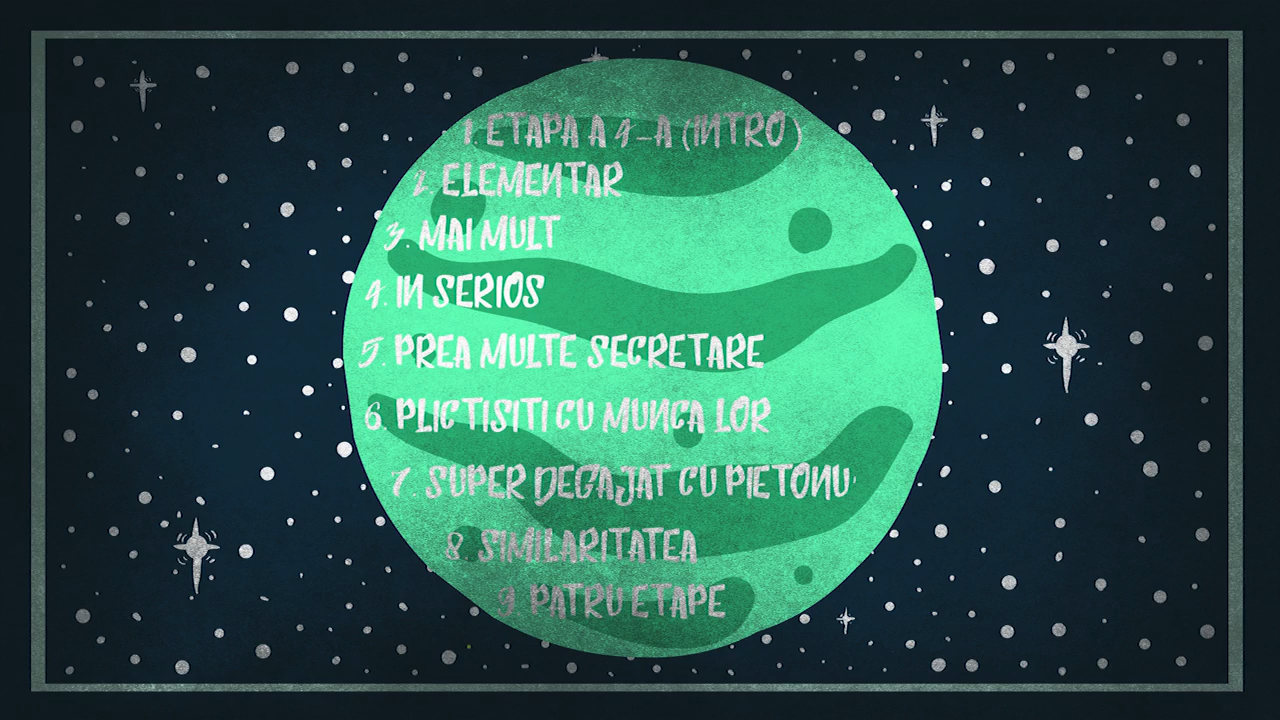 1. ETAPA A 4-A (INTRO)
2. ELEMENTAR
3. MAI MULT
4. IN SERIOS
5. PREA MULTE SECRETARE
6. PLICTISITI CU MUNCA LOR
7. SUPER DEGAJAT CU PIETONU'
8. SIMILARITATEA
9. PATRU ETAPE